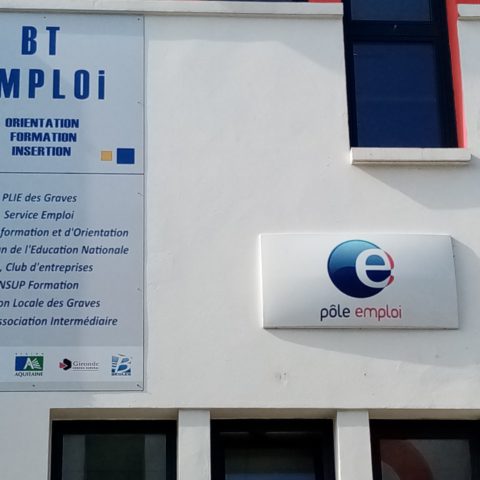 BT
MPLOi
ORIENTATION
FORMATION
INSERTION
PLIE des Graves
Service Emploi
formation et d'Orientation
n de l'Education Nationale
, Club d'entreprises
NSUP Formation
on Locale des Graves
ssociation Intermédiaire
AQUITAINE
Gironde
e
pôle emploi